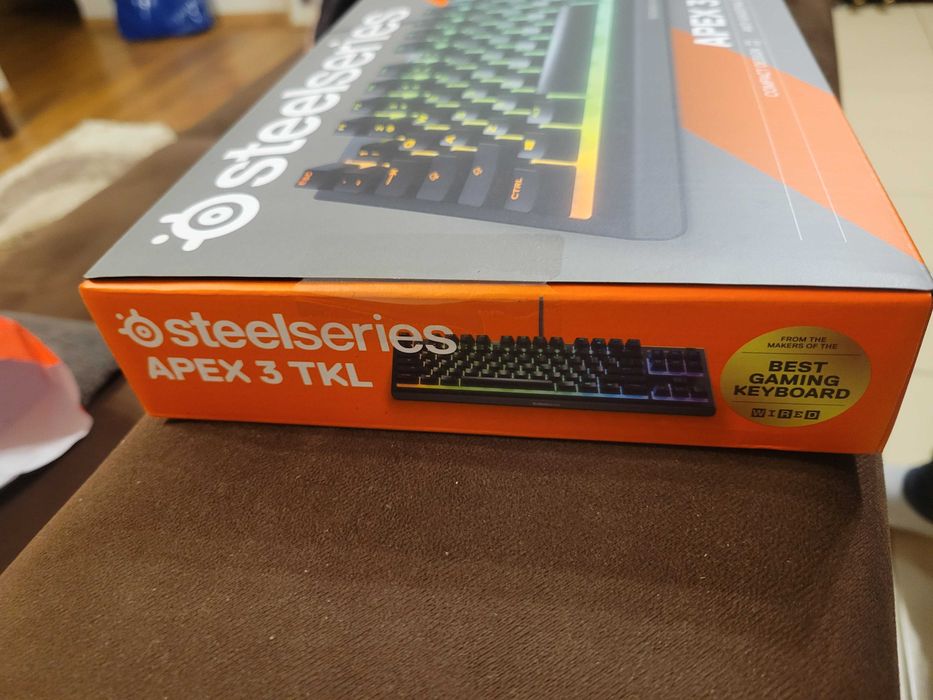 steelseries
APEX 3
ESC
CTRL
steelseries
APEX 3 TKL
FROM THE
MAKERS OF THE
BEST
GAMING
KEYBOARD
WIRED